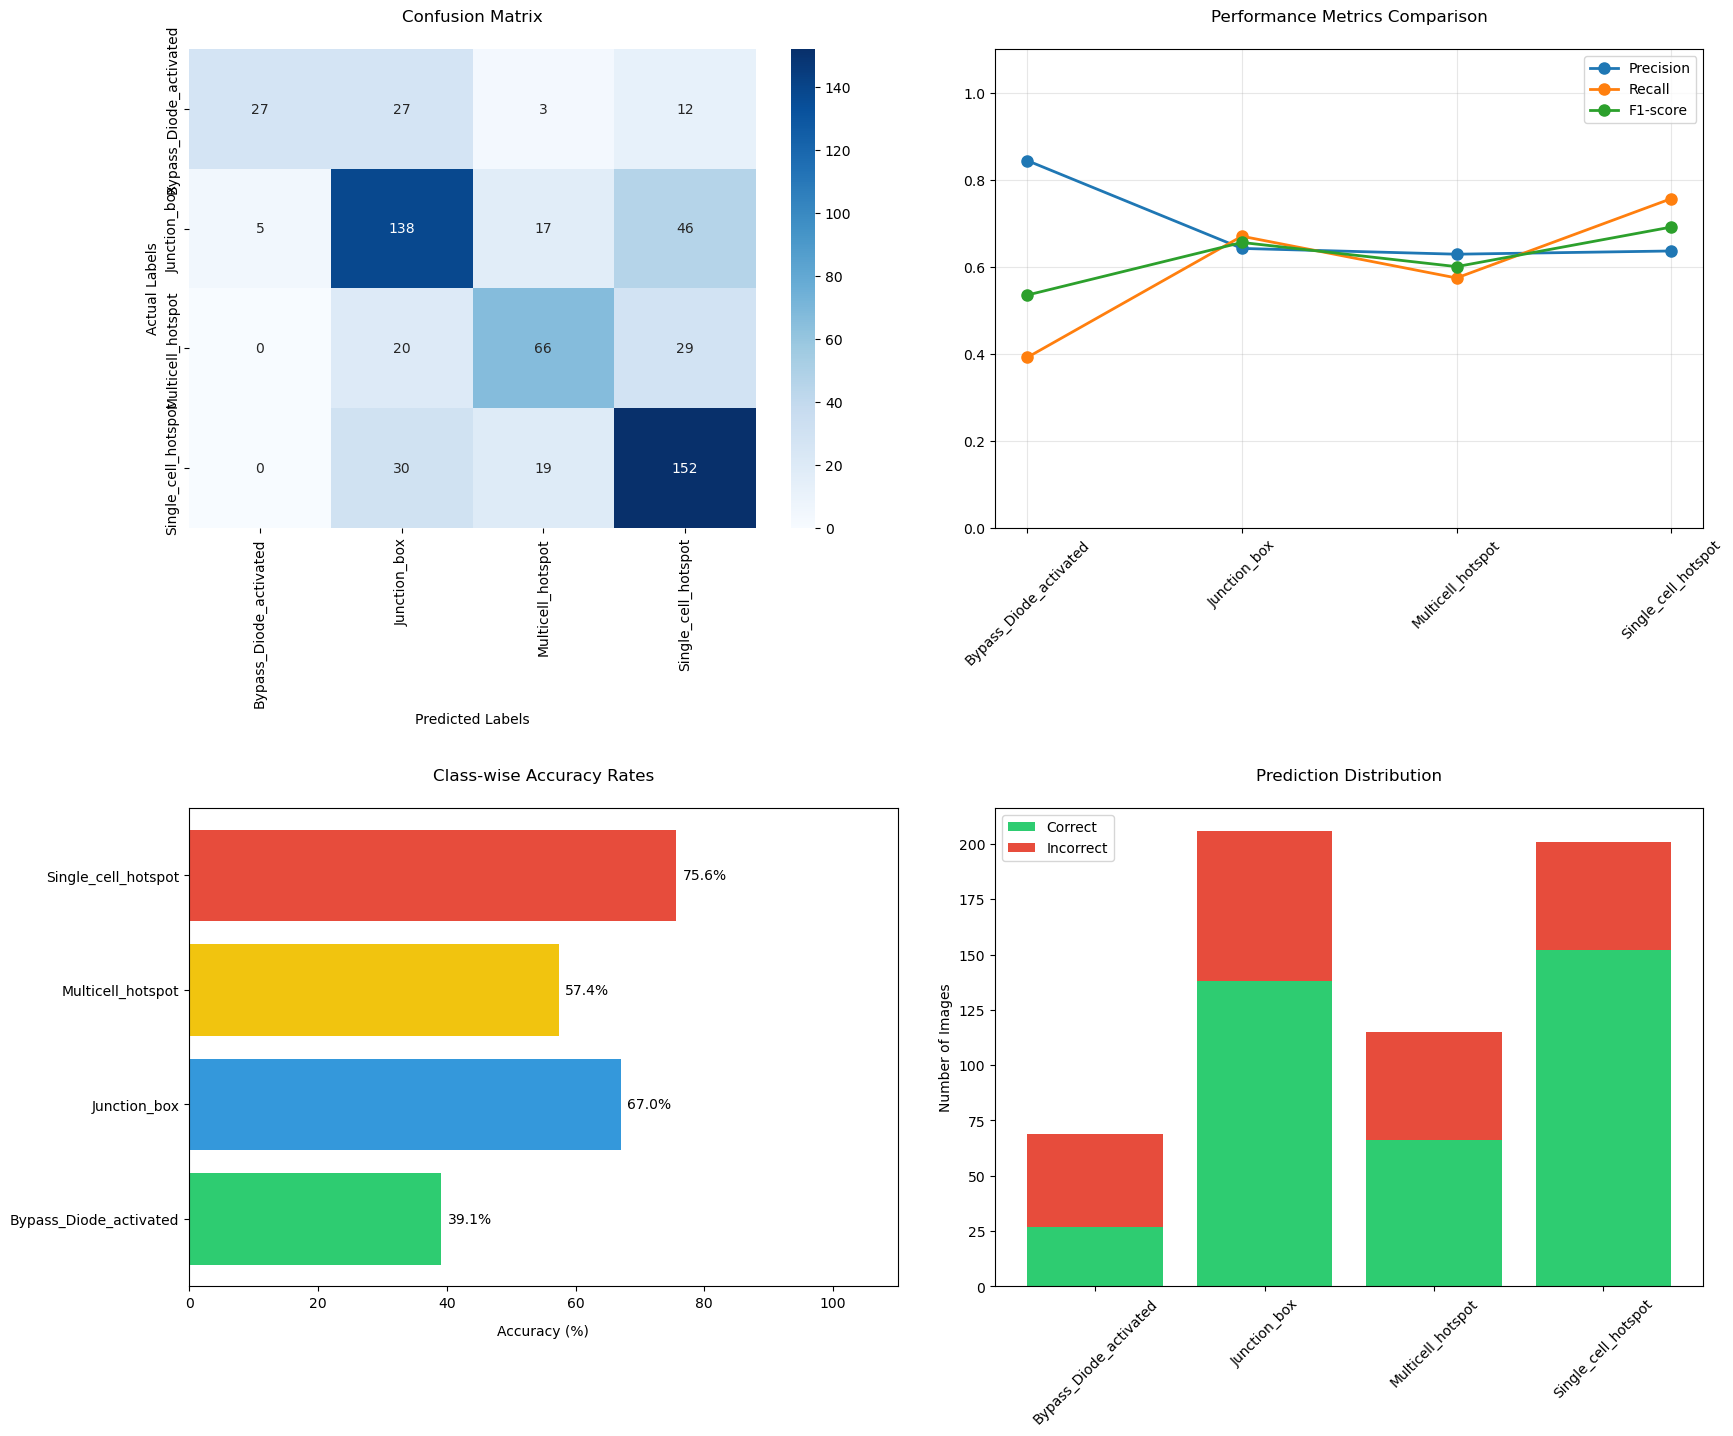 Confusion Matrix
Bypass_Diode_activated
Junction_box
Multicell_hotspot
Single_cell_hotspot
Actual Labels
27 27 3 12
5 138 17 46
0 20 66 29
0 30 19 152
140
120
100
80
60
40
20
0
Bypass_Diode_activated
Junction_box
Multicell_hotspot
Single_cell_hotspot
Predicted Labels
Performance Metrics Comparison
Precision
Recall
F1-score
1.0
0.8
0.6
0.4
0.2
0.0
Bypass_Diode_activated
Junction_box
Multicell_hotspot
Single_cell_hotspot
Class-wise Accuracy Rates
Single_cell_hotspot 75.6%
Multicell_hotspot 57.4%
Junction_box 67.0%
Bypass_Diode_activated 39.1%
0 20 40 60 80 100
Accuracy (%)
Prediction Distribution
Correct
Incorrect
200
175
150
125
100
75
50
25
0
Number of Images
Bypass_Diode_activated
Junction_box
Multicell_hotspot
Single_cell_hotspot